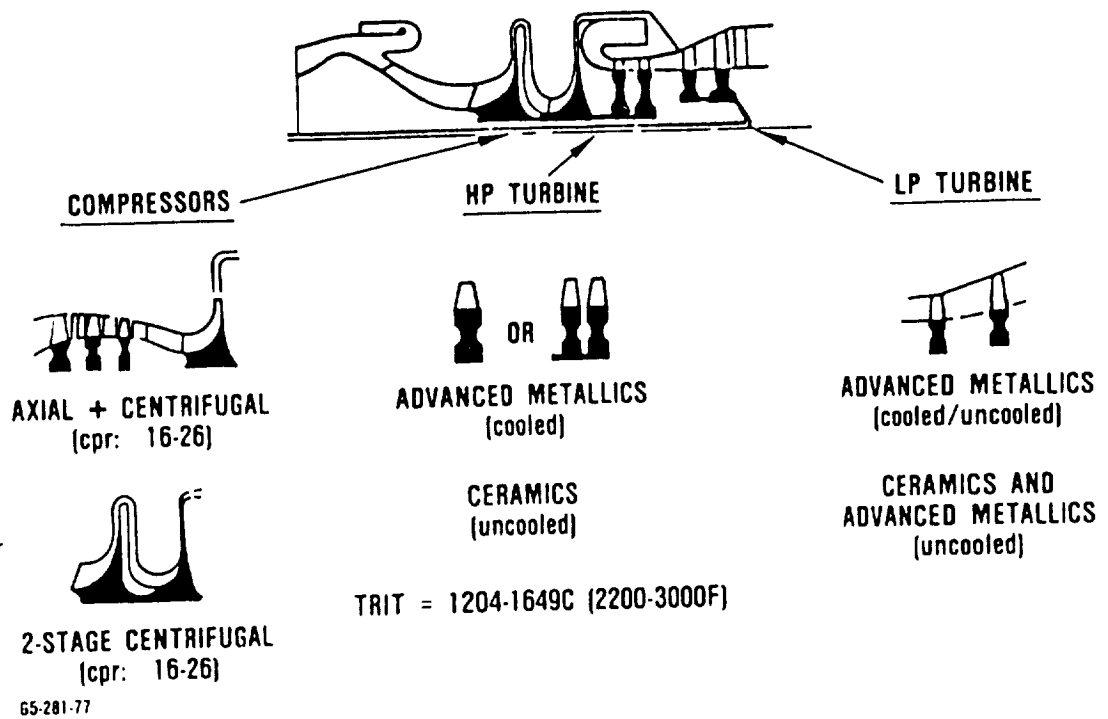 COMPRESSORS
HP TURBINE
LP TURBINE
OR
AXIAL + CENTRIFUGAL
(cpr: 16-26)
ADVANCED METALLICS
(cooled)
ADVANCED METALLICS
(cooled/uncooled)
2-STAGE CENTRIFUGAL
(cpr: 16-26)
CERAMICS
(uncooled)
CERAMICS AND
ADVANCED METALLICS
(uncooled)
TRIT = 1204-1649C (2200-3000F)
65-281-77